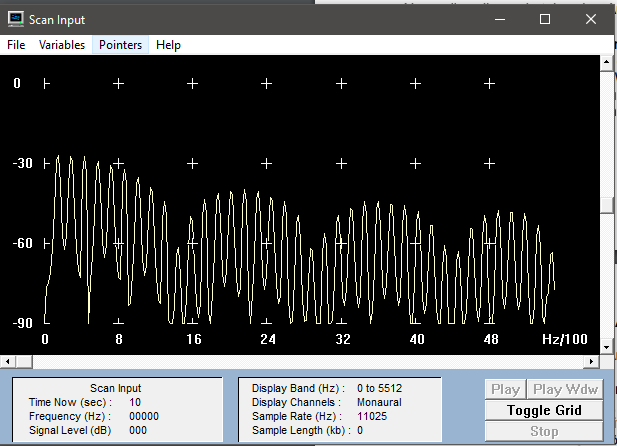 Scan Input
File Variables Pointers Help
0
-30
-60
-90
0 8 16 24 32 40 48 Hz/100
Scan Input
Time Now (sec) : 10
Frequency (Hz) : 00000
Signal Level (dB) 000
Display Band (Hz) : 0 to 5512
Display Channels : Monaural
Sample Rate (Hz) : 11025
Sample Length (kb) : 0
Play Play Wdw
Toggle Grid
Stop